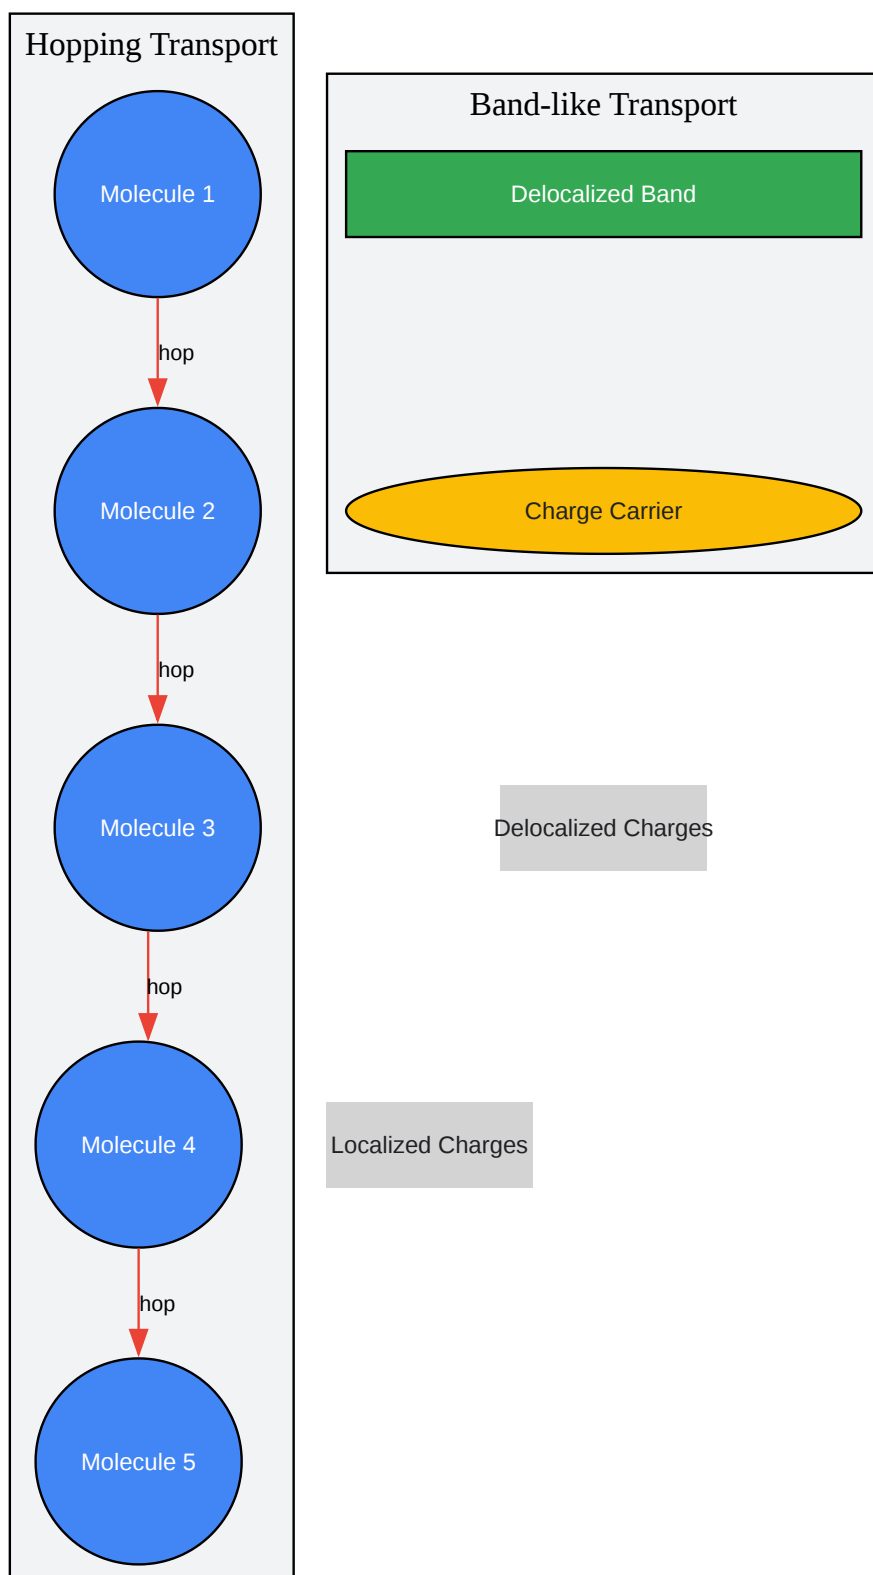 Hopping Transport
Molecule 1
hop
Molecule 2
hop
Molecule 3
hop
Molecule 4
hop
Molecule 5
Band-like Transport
Delocalized Band
Charge Carrier
Delocalized Charges
Localized Charges